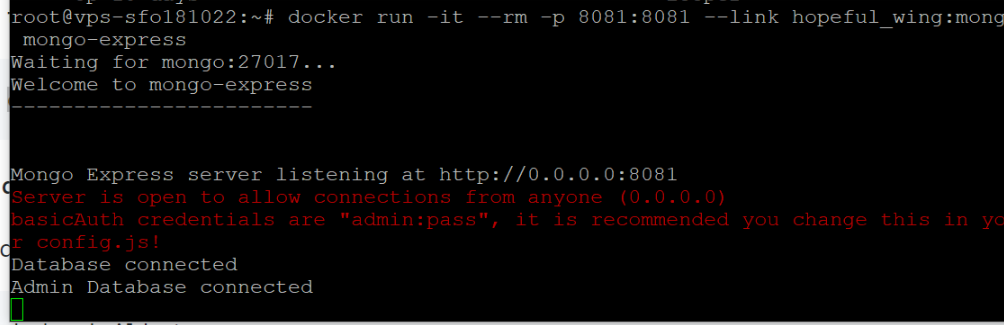 root@vps-sfo181022:~# docker run -it --rm -p 8081:8081 --link hopeful_wing:mong
 mongo-express
Waiting for mongo:27017...
Welcome to mongo-express
------------------------
Mongo Express server listening at http://0.0.0.0:8081
Server is open to allow connections from anyone (0.0.0.0)
basicAuth credentials are "admin:pass", it is recommended you change this in yo
r config.js!
Database connected
Admin Database connected